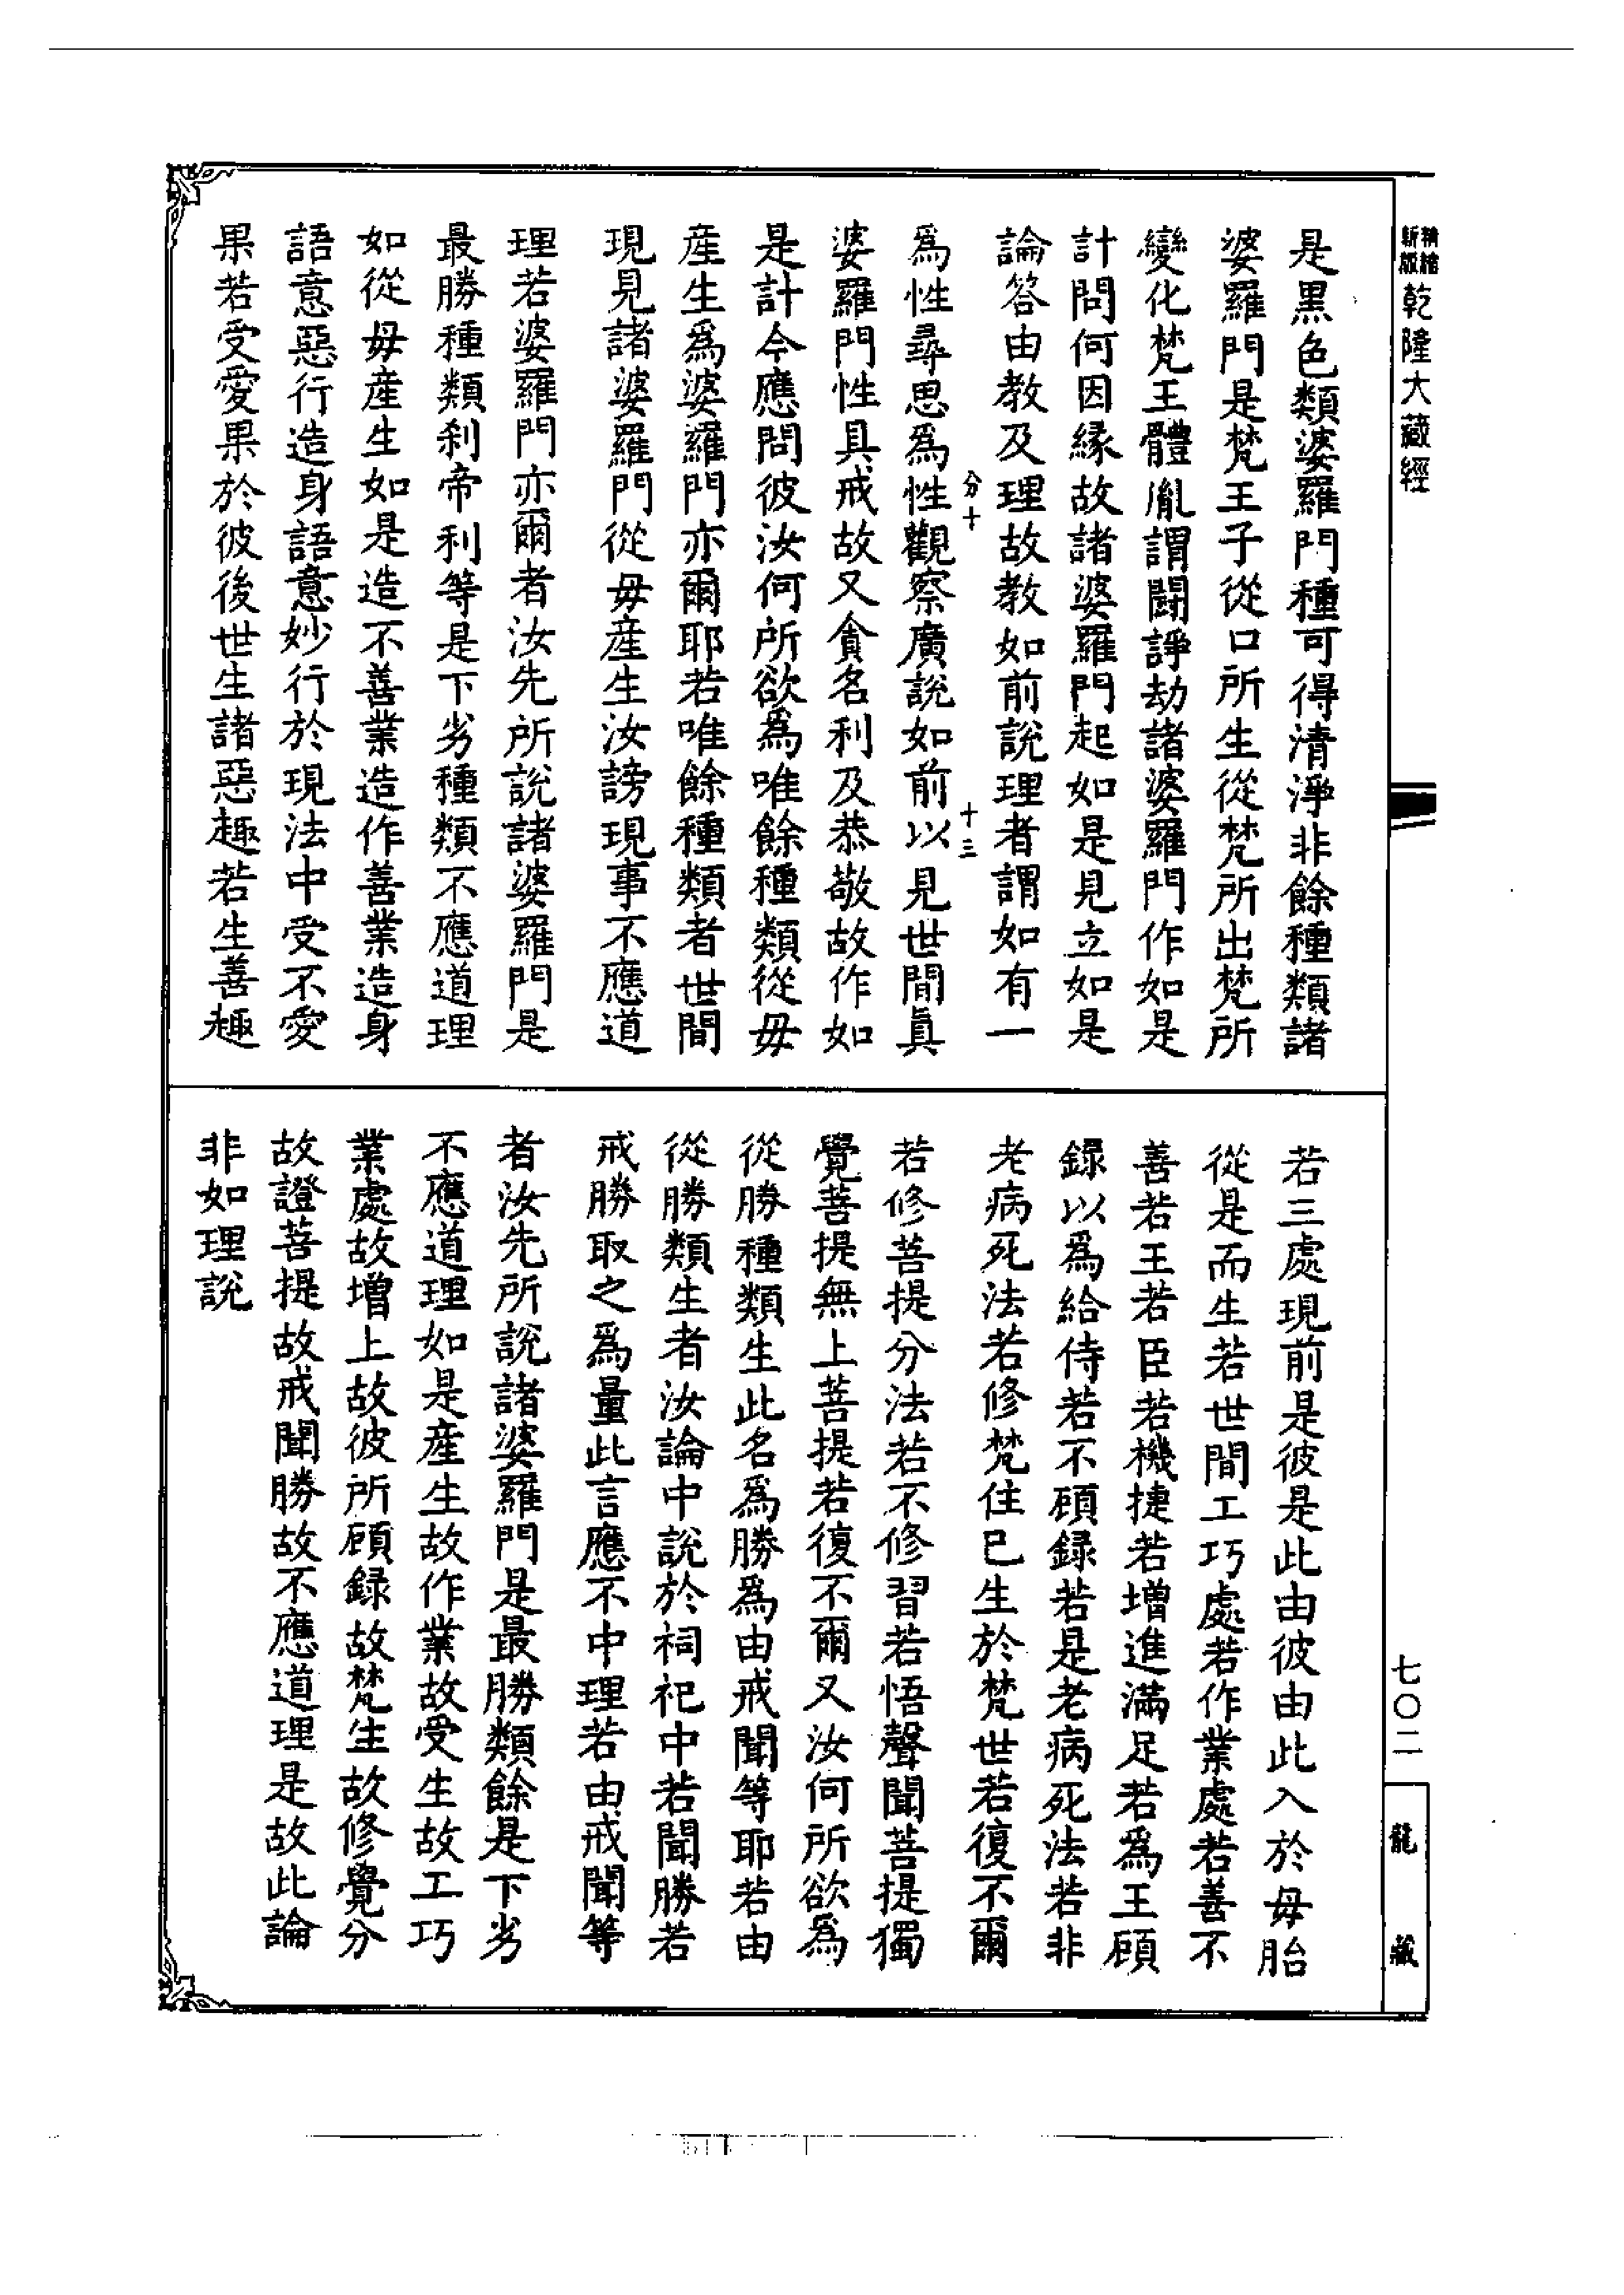 精縮
新版
乾隆大藏經
是黑色類婆羅門種可得清淨非餘種類諸
婆羅門是梵王子從口所生從梵所出梵所
變化梵王體胤謂鬪諍劫諸婆羅門作如是
計問何因緣故諸婆羅門起如是見立如是
論答由教及理故教如前說理者謂如有一
分十
十三
為性尋思為性觀察廣說如前以見世間真
婆羅門性具戒故又貪名利及恭敬故作如
是計今應問彼汝何所欲為唯餘種類從毋
產生為婆羅門亦爾耶若唯餘種類者世間
現見諸婆羅門從毋產生汝謗現事不應道
理若婆羅門亦爾者汝先所說諸婆羅門是
最勝種類剎帝利等是下劣種類不應道理
如從毋產生如是造不善業造作善業造身
語意惡行造身語意妙行於現法中受不愛
果若受愛果於彼後世生諸惡趣若生善趣
若三處現前是彼是此由彼由此入於毋胎
從是而生若世間工巧處若作業處若善不
善若王若臣若機捷若增進滿足若為王顧
錄以為給侍若不顧錄若是老病死法若非
老病死法若修梵住已生於梵世若復不爾
若修菩提分法若不修習若悟聲聞菩提獨
覺菩提無上菩提若復不爾又汝何所欲為
從勝種類生此名為勝為由戒聞等耶若由
從勝類生者汝論中說於祠祀中若聞勝若
戒勝取之為量此言應不中理若由戒聞等
者汝先所說諸婆羅門是最勝類餘是下劣
不應道理如是產生故作業故受生故工巧
業處故增上故彼所顧錄故梵生故修覺分
故證菩提故戒聞勝故不應道理是故此論
非如理說
七〇二
龍藏